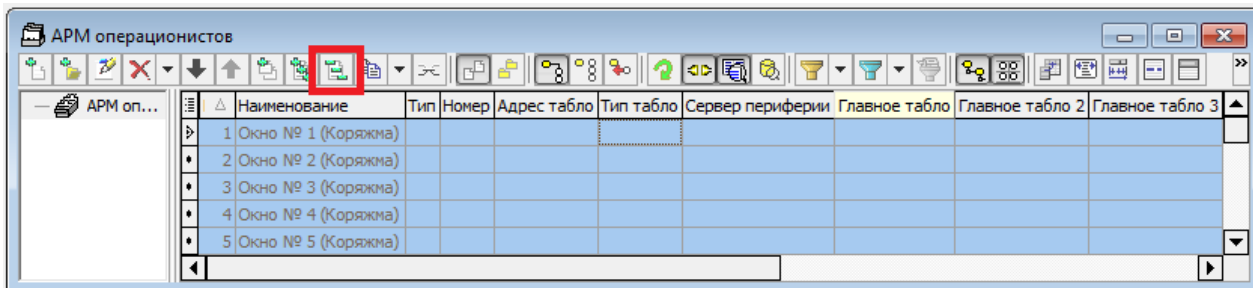 АРМ операционистов
АРМ оп...
Наименование Тип Номер Адрес табло Тип табло Сервер периферии Главное табло Главное табло 2 Главное табло 3
1 Окно № 1 (Коряжма)
2 Окно № 2 (Коряжма)
3 Окно № 3 (Коряжма)
4 Окно № 4 (Коряжма)
5 Окно № 5 (Коряжма)